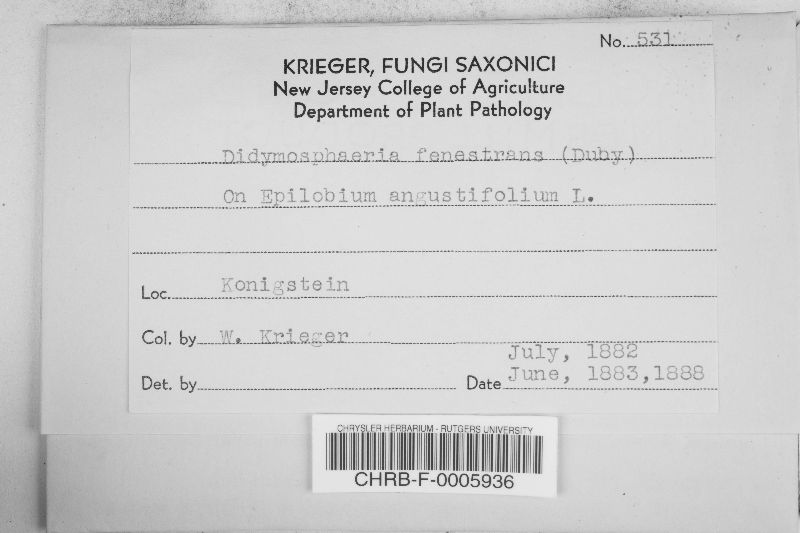 No. 531
KRIEGER, FUNGI SAXONICI
New Jersey College of Agriculture
Department of Plant Pathology
Didymosphaeria fenestrans (Duby)
On Epilobium angustifolium L.
Loc. Konigstein
Col. by W. Krieger
July, 1882
Det. by Date June, 1883,1888
CHRYSLER HERBARIUM - RUTGERS UNIVERSITY
CHRB-F-0005936